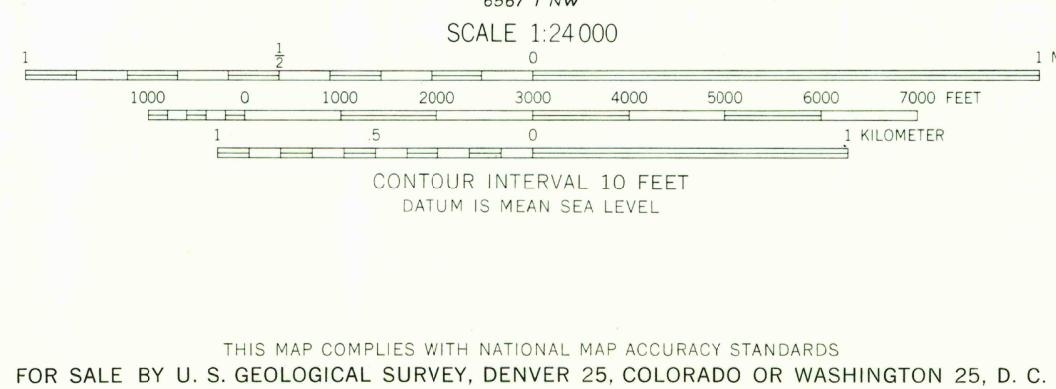 SCALE 1:24 000
1 1/2 0 1
1000 0 1000 2000 3000 4000 5000 6000 7000 FEET
1 .5 0 1 KILOMETER
CONTOUR INTERVAL 10 FEET
DATUM IS MEAN SEA LEVEL
THIS MAP COMPLIES WITH NATIONAL MAP ACCURACY STANDARDS
FOR SALE BY U. S. GEOLOGICAL SURVEY, DENVER 25, COLORADO OR WASHINGTON 25, D. C.